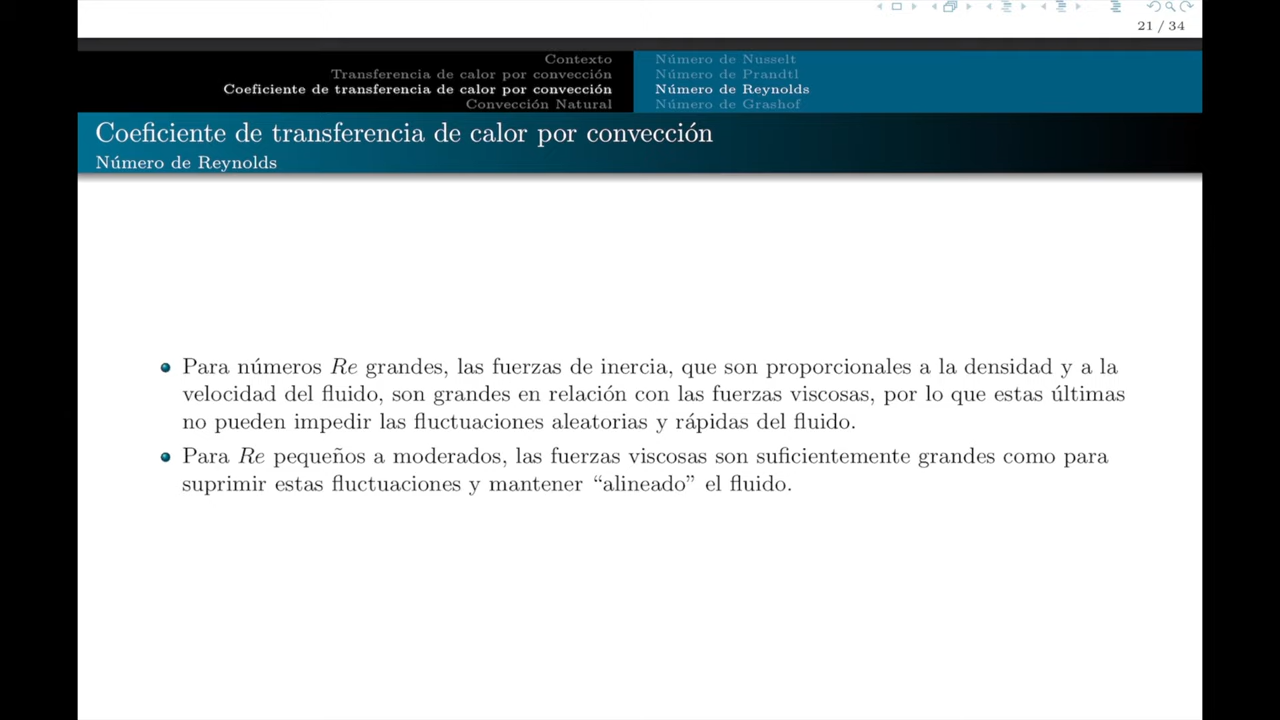 21 / 34
Contexto
Transferencia de calor por convección
Coeficiente de transferencia de calor por convección
Convección Natural
Número de Nusselt
Número de Prandtl
Número de Reynolds
Número de Grashof
Coeficiente de transferencia de calor por convección
Número de Reynolds
Para números Re grandes, las fuerzas de inercia, que son proporcionales a la densidad y a la
velocidad del fluido, son grandes en relación con las fuerzas viscosas, por lo que estas últimas
no pueden impedir las fluctuaciones aleatorias y rápidas del fluido.
Para Re pequeños a moderados, las fuerzas viscosas son suficientemente grandes como para
suprimir estas fluctuaciones y mantener “alineado” el fluido.